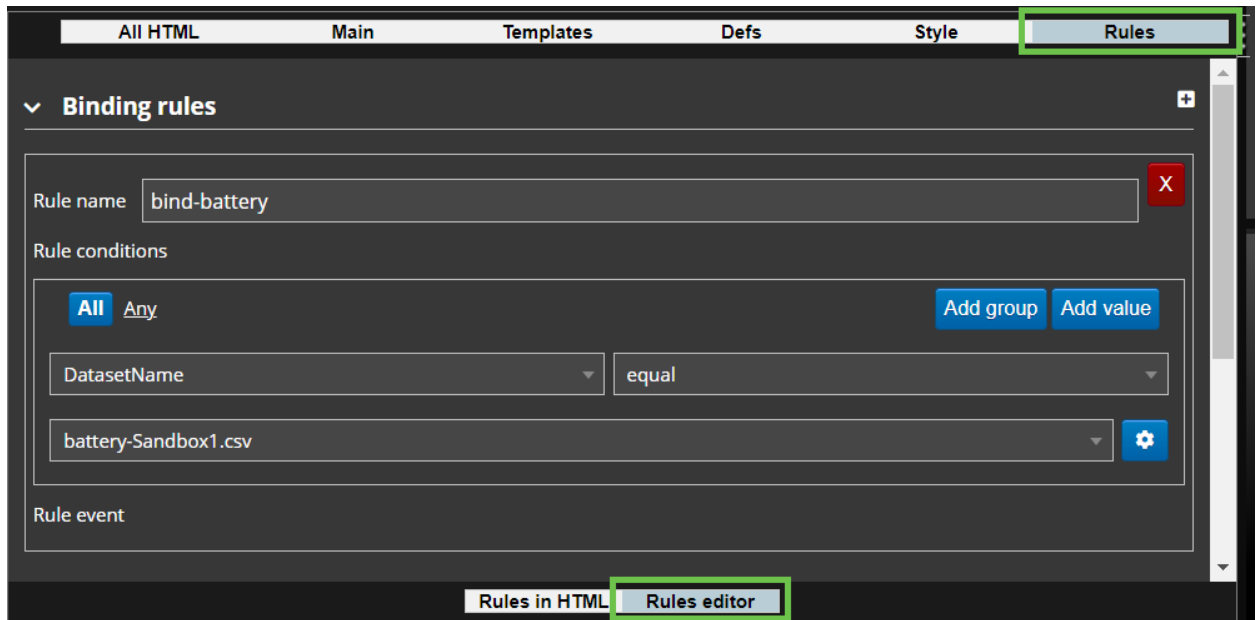 All HTML Main Templates Defs Style Rules
Binding rules
Rule name bind-battery X
Rule conditions
All Any Add group Add value
DatasetName equal
battery-Sandbox1.csv
Rule event
Rules in HTML Rules editor